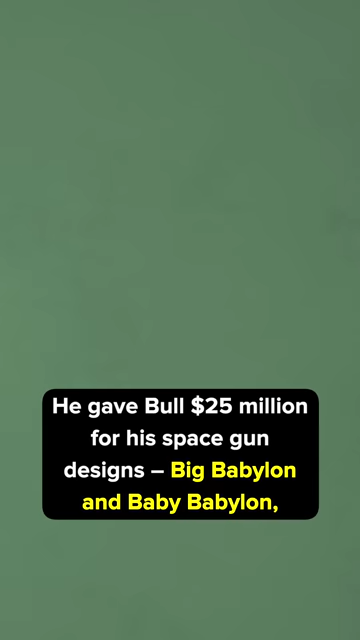 He gave Bull $25 million
for his space gun
designs – Big Babylon
and Baby Babylon,